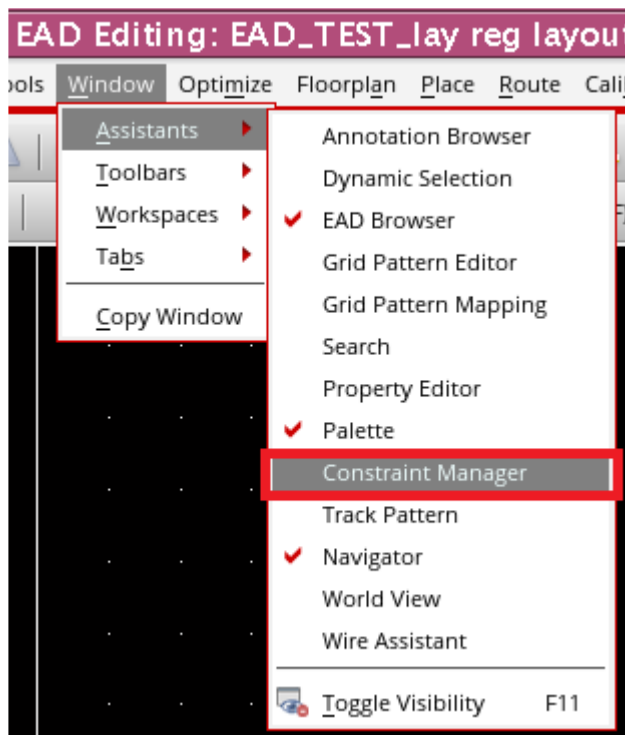 EAD Editing: EAD_TEST_lay reg layout
ools Window Optimize Floorplan Place Route Cali
Assistants
Toolbars
Workspaces
Tabs
Copy Window
Annotation Browser
Dynamic Selection
EAD Browser
Grid Pattern Editor
Grid Pattern Mapping
Search
Property Editor
Palette
Constraint Manager
Track Pattern
Navigator
World View
Wire Assistant
Toggle Visibility F11